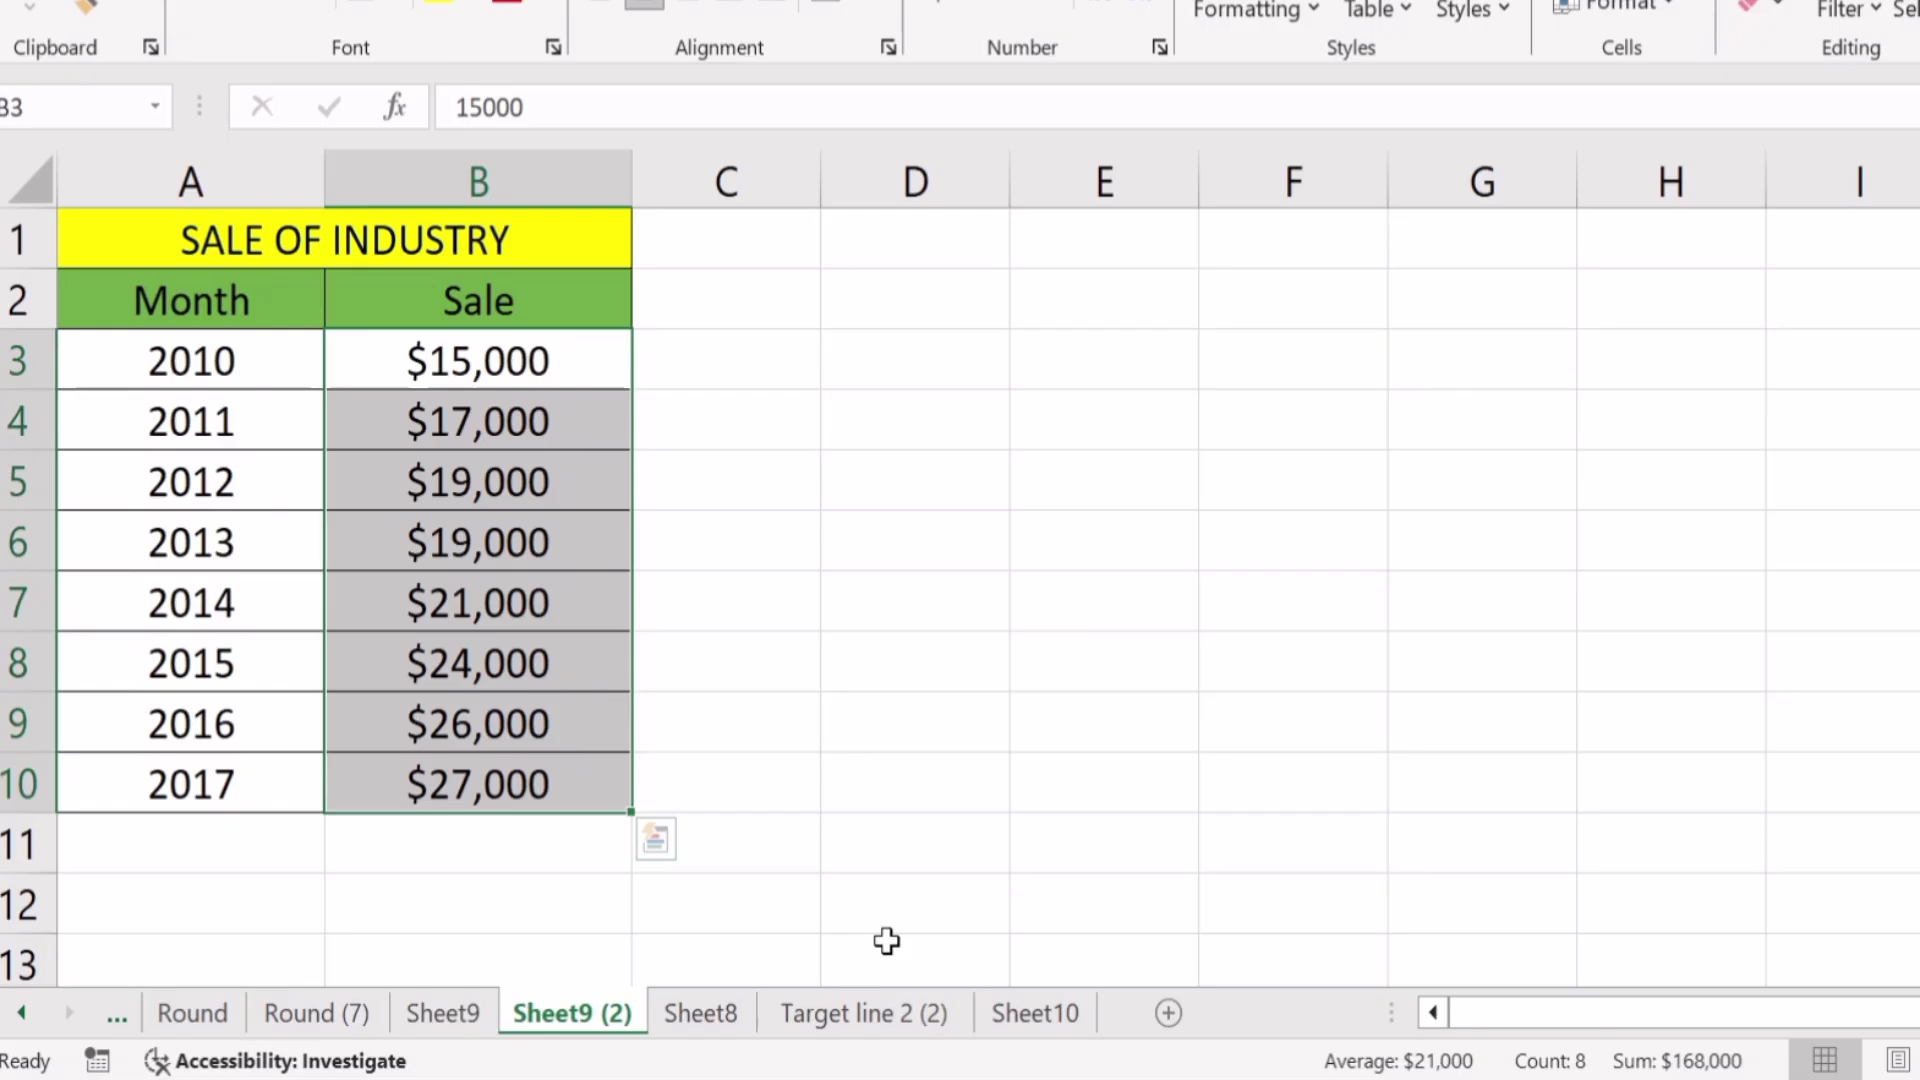 Formatting Table Styles Format Filter
Clipboard Font Alignment Number Styles Cells Editing
B3 fx 15000
A B C D E F G H I
1 SALE OF INDUSTRY
2 Month Sale
3 2010 $15,000
4 2011 $17,000
5 2012 $19,000
6 2013 $19,000
7 2014 $21,000
8 2015 $24,000
9 2016 $26,000
10 2017 $27,000
11
12
13
... Round Round (7) Sheet9 Sheet9 (2) Sheet8 Target line 2 (2) Sheet10
Ready Accessibility: Investigate Average: $21,000 Count: 8 Sum: $168,000